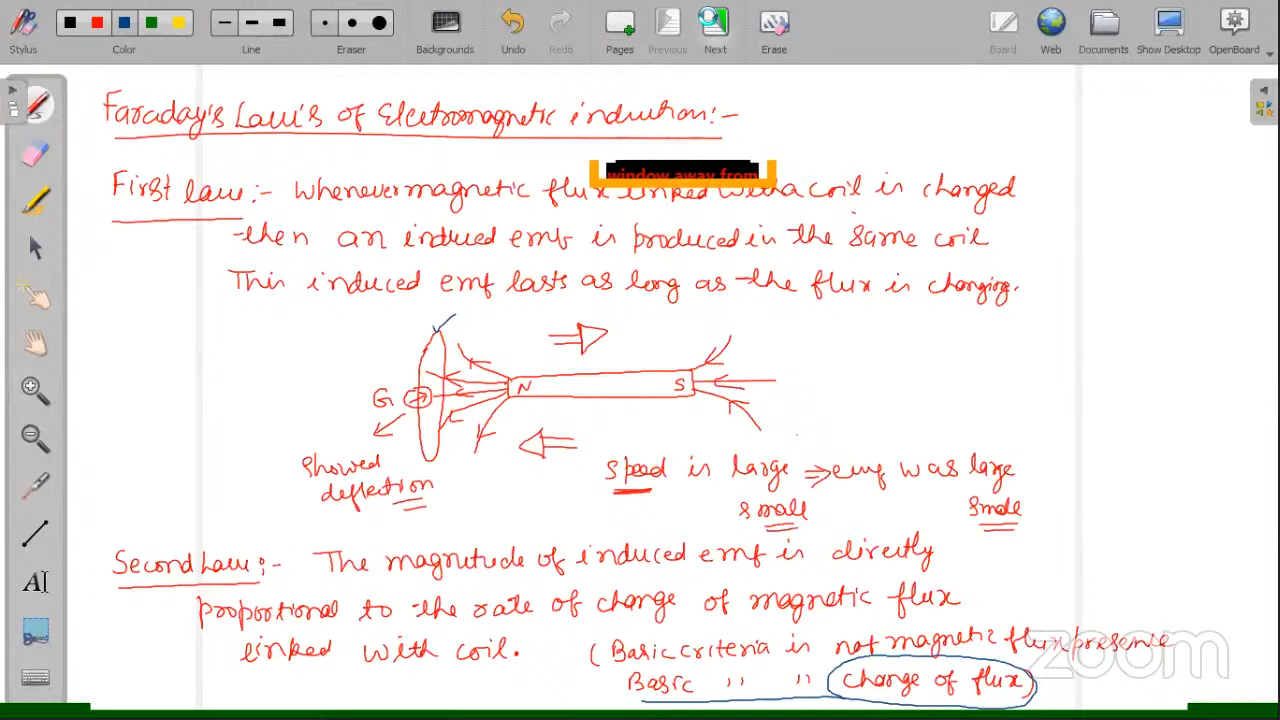 Stylus
Color
Line
Eraser
Backgrounds
Undo
Redo
Pages
Previous
Next
Erase
Board
Web
Documents
Show Desktop
OpenBoard
Faraday's Law's of Electromagnetic induction:-
window away from
First law:- Whenever magnetic flux linked with a coil is changed
then an induced emf is produced in the same coil
This induced emf lasts as long as the flux is changing.
N
S
G
Showed
deflection
speed is large ⇒ emf was large
small
small
Second Law:- The magnitude of induced emf is directly
proportional to the rate of change of magnetic flux
linked with coil.
(Basic criteria is not magnetic flux presence
Basic " " change of flux)
zoom